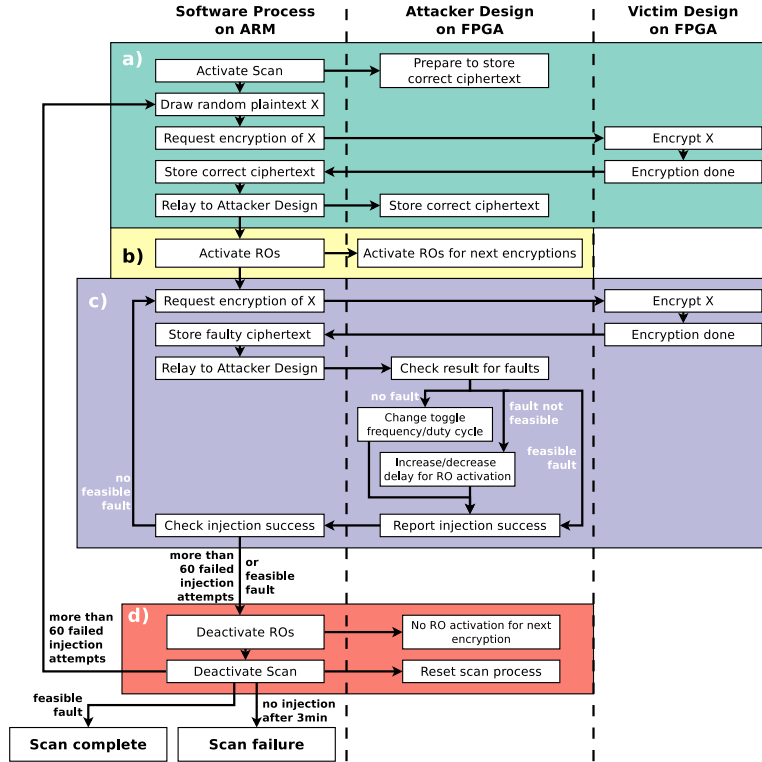 Software Process
on ARM
Attacker Design
on FPGA
Victim Design
on FPGA
a)
Activate Scan
Prepare to store
correct ciphertext
Draw random plaintext X
Request encryption of X
Encrypt X
Store correct ciphertext
Encryption done
Relay to Attacker Design
Store correct ciphertext
b)
Activate ROs
Activate ROs for next encryptions
c)
Request encryption of X
Encrypt X
Store faulty ciphertext
Encryption done
Relay to Attacker Design
Check result for faults
no fault
fault not
feasible
Change toggle
frequency/duty cycle
feasible
fault
Increase/decrease
delay for RO activation
no
feasible
fault
Check injection success
Report injection success
more than
60 failed
injection
attempts
or
feasible
fault
d)
more than
60 failed
injection
attempts
Deactivate ROs
No RO activation for next
encryption
Deactivate Scan
Reset scan process
feasible
fault
no injection
after 3min
Scan complete
Scan failure